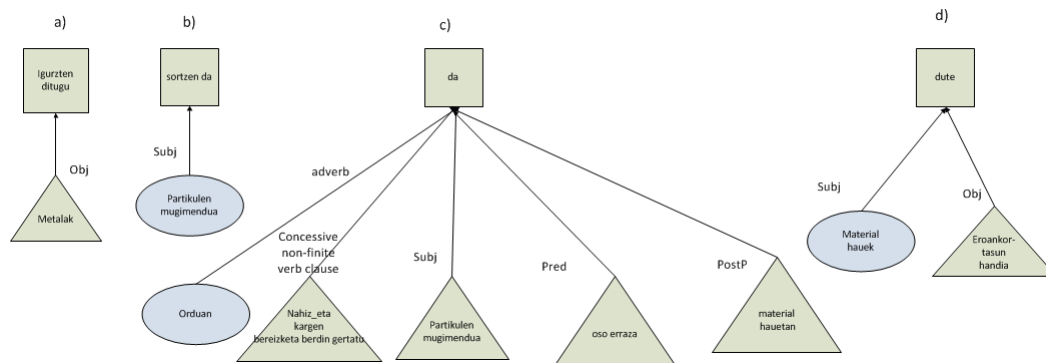 a)
b)
c)
d)
Igurzten
ditugu
sortzen da
da
dute
Subj
Obj
adverb
Metalak
Partikulen
mugimendua
Concessive
non-finite
verb clause
Subj
Pred
PostP
Subj
Obj
Material
hauek
Eroankor-
tasun
handia
Orduan
Nahiz_eta
kargen
bereizketa berdin gertatu
Partikulen
mugimendua
oso erraza
material
hauetan